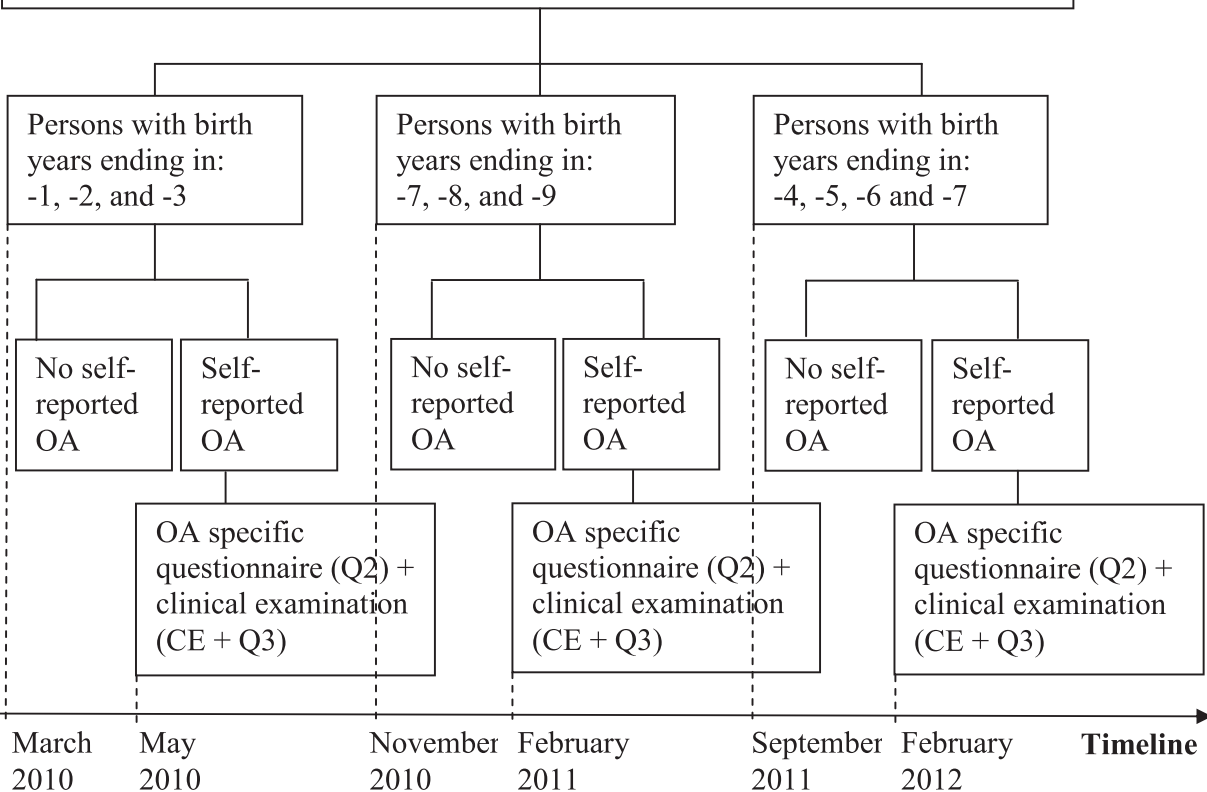 Persons with birth
years ending in:
-1, -2, and -3
Persons with birth
years ending in:
-7, -8, and -9
Persons with birth
years ending in:
-4, -5, -6 and -7
No self-
reported
OA
Self-
reported
OA
No self-
reported
OA
Self-
reported
OA
No self-
reported
OA
Self-
reported
OA
OA specific
questionnaire (Q2) +
clinical examination
(CE + Q3)
OA specific
questionnaire (Q2) +
clinical examination
(CE + Q3)
OA specific
questionnaire (Q2) +
clinical examination
(CE + Q3)
March
2010
May
2010
November
2010
February
2011
September
2011
February
2012
Timeline